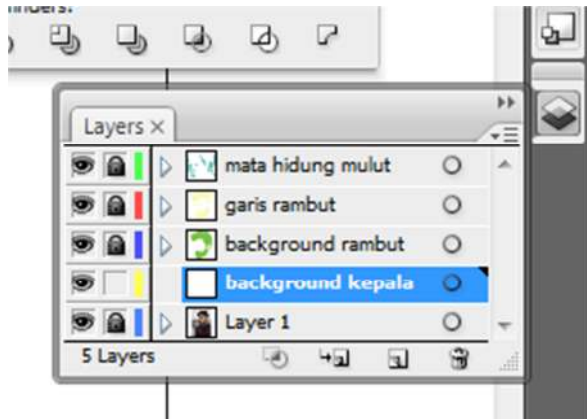 Layers
mata hidung mulut
garis rambut
background rambut
background kepala
Layer 1
5 Layers